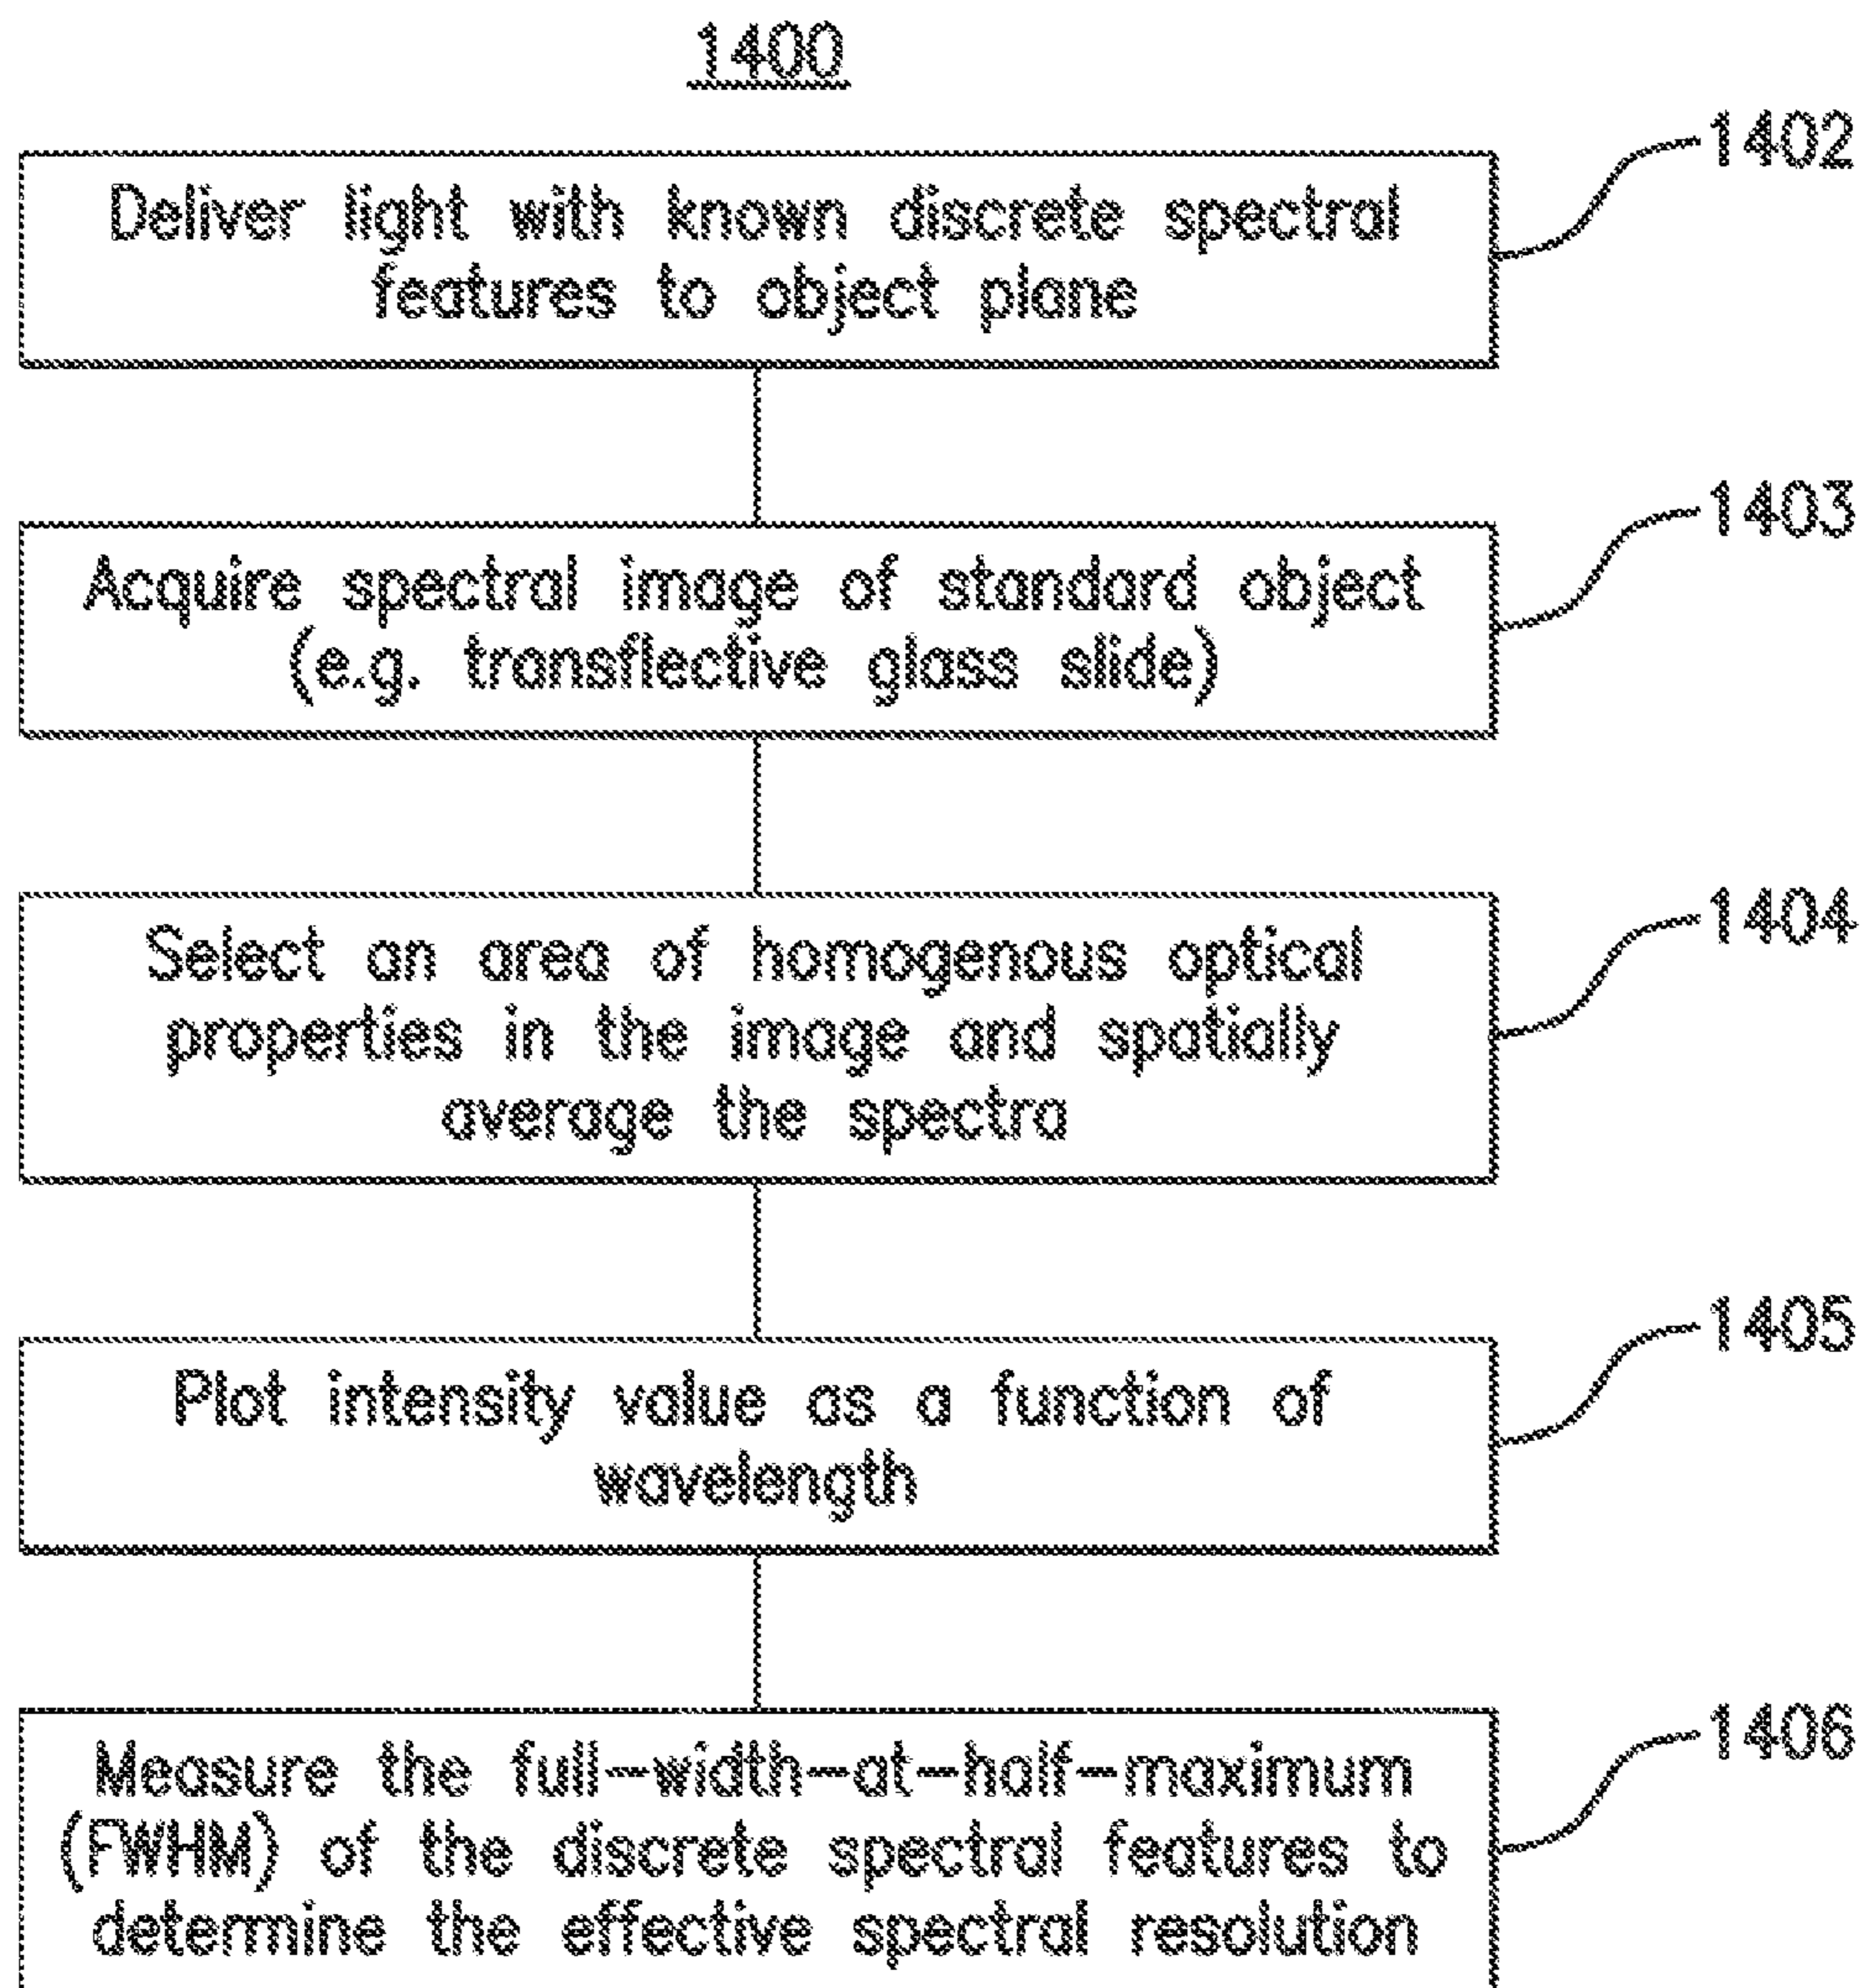 1400
1402
Deliver light with known discrete spectral
features to object plane
1403
Acquire spectral image of standard object
(e.g. transflective glass slide)
1404
Select an area of homogenous optical
properties in the image and spatially
average the spectra
1405
Plot intensity value as a function of
wavelength
1406
Measure the full-width-at-half-maximum
(FWHM) of the discrete spectral features to
determine the effective spectral resolution